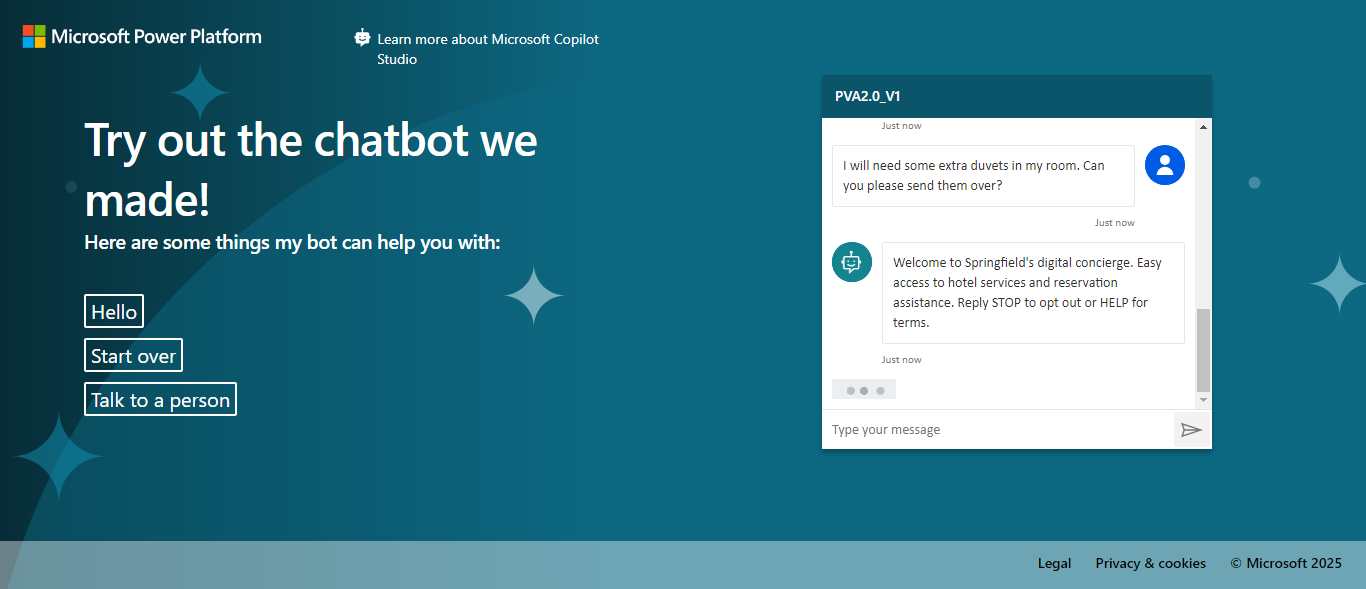 Microsoft Power Platform
Learn more about Microsoft Copilot
Studio
Try out the chatbot we
made!
Here are some things my bot can help you with:
Hello
Start over
Talk to a person
PVA2.0_V1
Just now
I will need some extra duvets in my room. Can
you please send them over?
Just now
Welcome to Springfield's digital concierge. Easy
access to hotel services and reservation
assistance. Reply STOP to opt out or HELP for
terms.
Just now
Type your message
Legal
Privacy & cookies
© Microsoft 2025